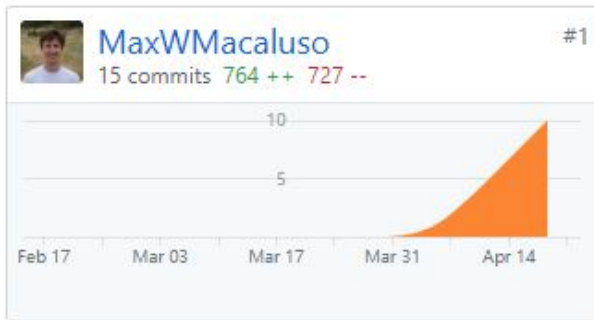 MaxWMacaluso
#1
15 commits 764 ++ 727 --
10
5
Feb 17 Mar 03 Mar 17 Mar 31 Apr 14